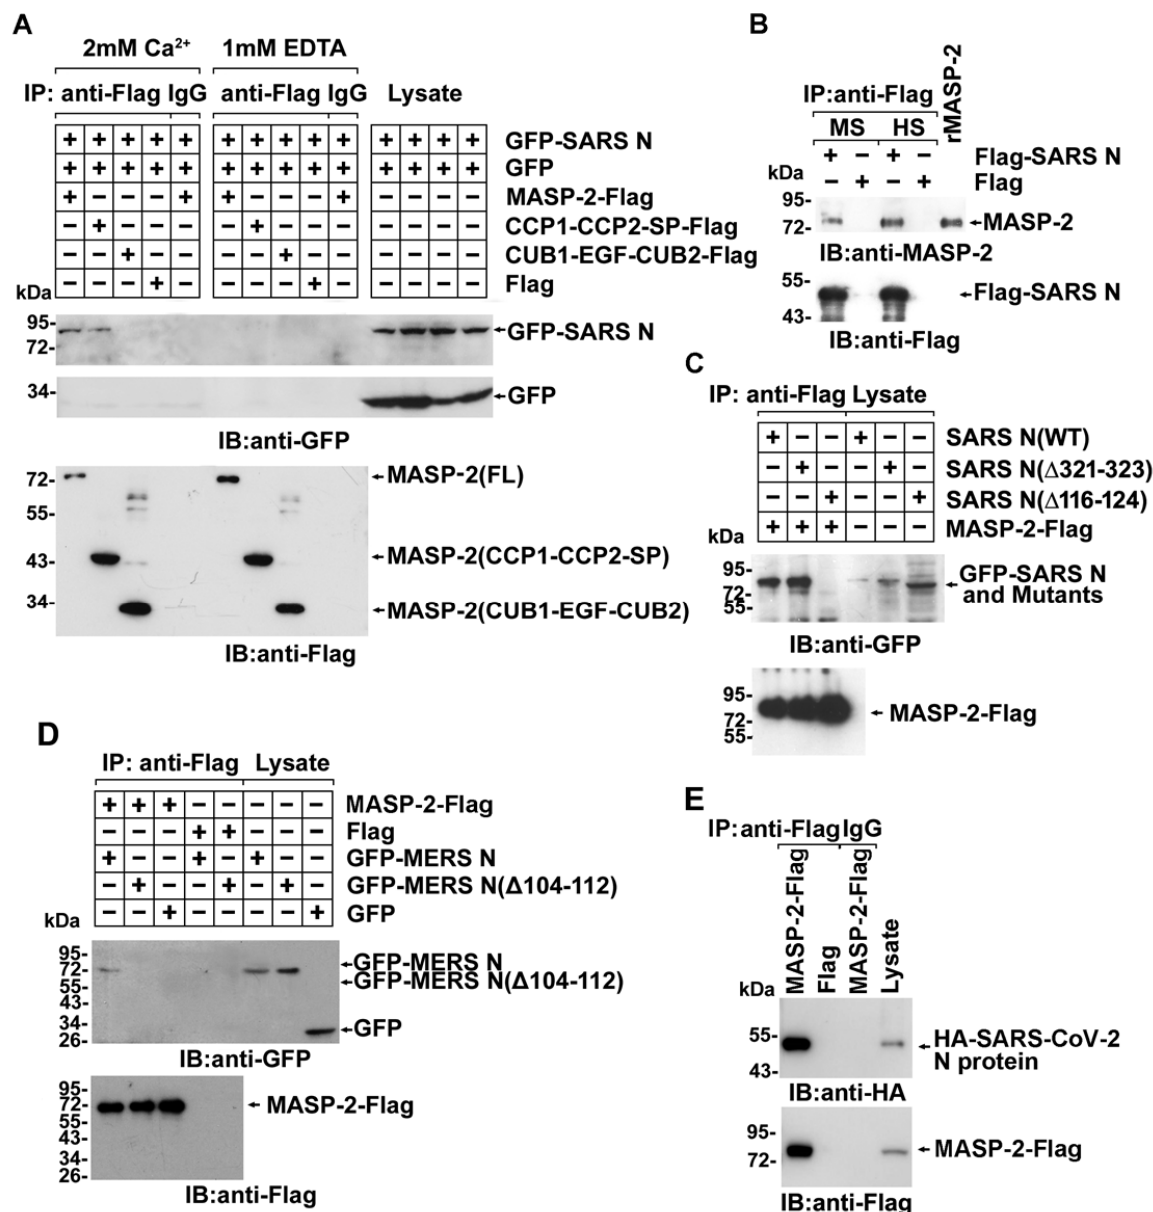 A
2mM Ca2+ 1mM EDTA
IP: anti-Flag IgG anti-Flag IgG Lysate
+ + + + + + + + + + + + + + GFP-SARS N
+ + + + + + + + + + + + + + GFP
+ − − − + + − − − + − − − − MASP-2-Flag
− + − − − − + − − − − − − − CCP1-CCP2-SP-Flag
− − + − − − − + − − − − − − CUB1-EGF-CUB2-Flag
− − − + − − − − + − − − − − Flag
kDa
95-
72-
GFP-SARS N
34-
GFP
IB:anti-GFP
72-
MASP-2(FL)
55-
43-
MASP-2(CCP1-CCP2-SP)
34-
MASP-2(CUB1-EGF-CUB2)
IB:anti-Flag
B
IP:anti-Flag
rMASP-2
MS HS
+ − + − Flag-SARS N
− + − + Flag
kDa
95-
72-
MASP-2
IB:anti-MASP-2
55-
Flag-SARS N
43-
IB:anti-Flag
C
IP: anti-Flag Lysate
+ − − + − − SARS N(WT)
− + − − + − SARS N(Δ321-323)
− − + − − + SARS N(Δ116-124)
+ + + − − − MASP-2-Flag
kDa
95-
72-
55-
GFP-SARS N
and Mutants
IB:anti-GFP
95-
72-
55-
MASP-2-Flag
D
IP: anti-Flag Lysate
+ + + − − − − − MASP-2-Flag
− − − + + − − − Flag
+ − − + − + − − GFP-MERS N
− + − − + − + − GFP-MERS N(Δ104-112)
− − + − − − − + GFP
kDa
95-
72-
55-
43-
34-
26-
GFP-MERS N
GFP-MERS N(Δ104-112)
GFP
IB:anti-GFP
95-
72-
55-
43-
34-
26-
MASP-2-Flag
IB:anti-Flag
E
IP:anti-Flag IgG
MASP-2-Flag
Flag
MASP-2-Flag
Lysate
kDa
55-
43-
HA-SARS-CoV-2
N protein
IB:anti-HA
95-
72-
MASP-2-Flag
IB:anti-Flag